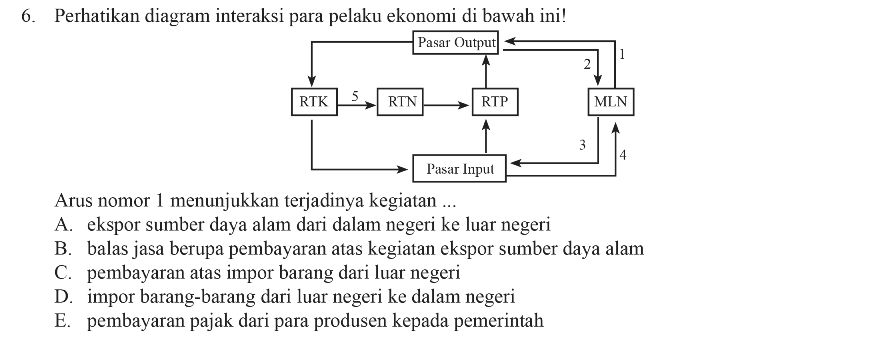 6. Perhatikan diagram interaksi para pelaku ekonomi di bawah ini!
Pasar Output
1
2
RTK
5
RTN
RTP
MLN
3
4
Pasar Input
Arus nomor 1 menunjukkan terjadinya kegiatan ...
A. ekspor sumber daya alam dari dalam negeri ke luar negeri
B. balas jasa berupa pembayaran atas kegiatan ekspor sumber daya alam
C. pembayaran atas impor barang dari luar negeri
D. impor barang-barang dari luar negeri ke dalam negeri
E. pembayaran pajak dari para produsen kepada pemerintah